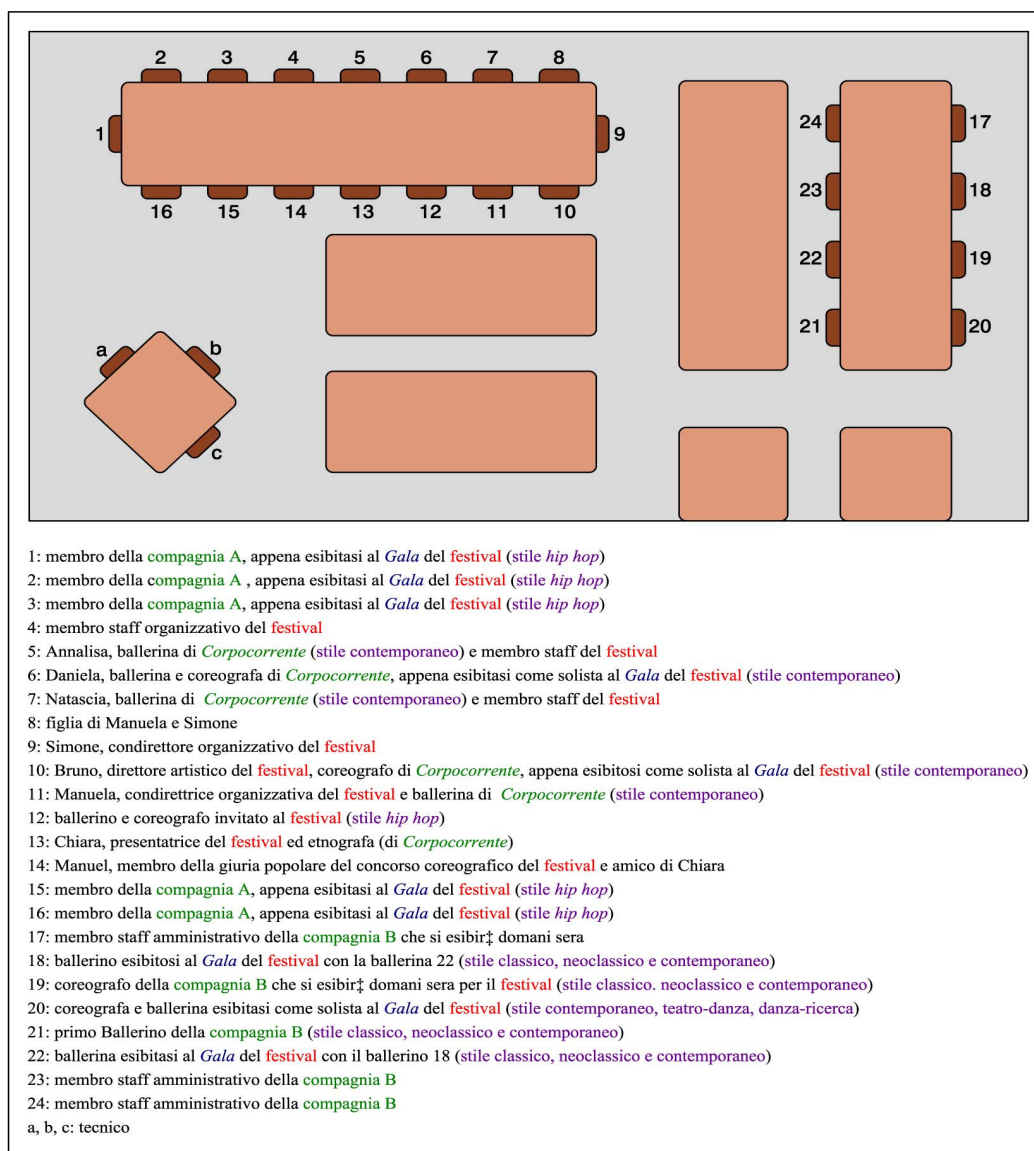 2 3 4 5 6 7 8
1 9
16 15 14 13 12 11 10
24 17
23 18
22 19
21 20
a b
c
1: membro della compagnia A, appena esibitasi al Gala del festival (stile hip hop)
2: membro della compagnia A , appena esibitasi al Gala del festival (stile hip hop)
3: membro della compagnia A, appena esibitasi al Gala del festival (stile hip hop)
4: membro staff organizzativo del festival
5: Annalisa, ballerina di Corpocorrente (stile contemporaneo) e membro staff del festival
6: Daniela, ballerina e coreografa di Corpocorrente, appena esibitasi come solista al Gala del festival (stile contemporaneo)
7: Natascia, ballerina di Corpocorrente (stile contemporaneo) e membro staff del festival
8: figlia di Manuela e Simone
9: Simone, condirettore organizzativo del festival
10: Bruno, direttore artistico del festival, coreografo di Corpocorrente, appena esibitosi come solista al Gala del festival (stile contemporaneo)
11: Manuela, condirettrice organizzativa del festival e ballerina di Corpocorrente (stile contemporaneo)
12: ballerino e coreografo invitato al festival (stile hip hop)
13: Chiara, presentatrice del festival ed etnografa (di Corpocorrente)
14: Manuel, membro della giuria popolare del concorso coreografico del festival e amico di Chiara
15: membro della compagnia A, appena esibitasi al Gala del festival (stile hip hop)
16: membro della compagnia A, appena esibitasi al Gala del festival (stile hip hop)
17: membro staff amministrativo della compagnia B che si esibir‡ domani sera
18: ballerino esibitosi al Gala del festival con la ballerina 22 (stile classico, neoclassico e contemporaneo)
19: coreografo della compagnia B che si esibir‡ domani sera per il festival (stile classico. neoclassico e contemporaneo)
20: coreografa e ballerina esibitasi come solista al Gala del festival (stile contemporaneo, teatro-danza, danza-ricerca)
21: primo Ballerino della compagnia B (stile classico, neoclassico e contemporaneo)
22: ballerina esibitasi al Gala del festival con il ballerino 18 (stile classico, neoclassico e contemporaneo)
23: membro staff amministrativo della compagnia B
24: membro staff amministrativo della compagnia B
a, b, c: tecnico